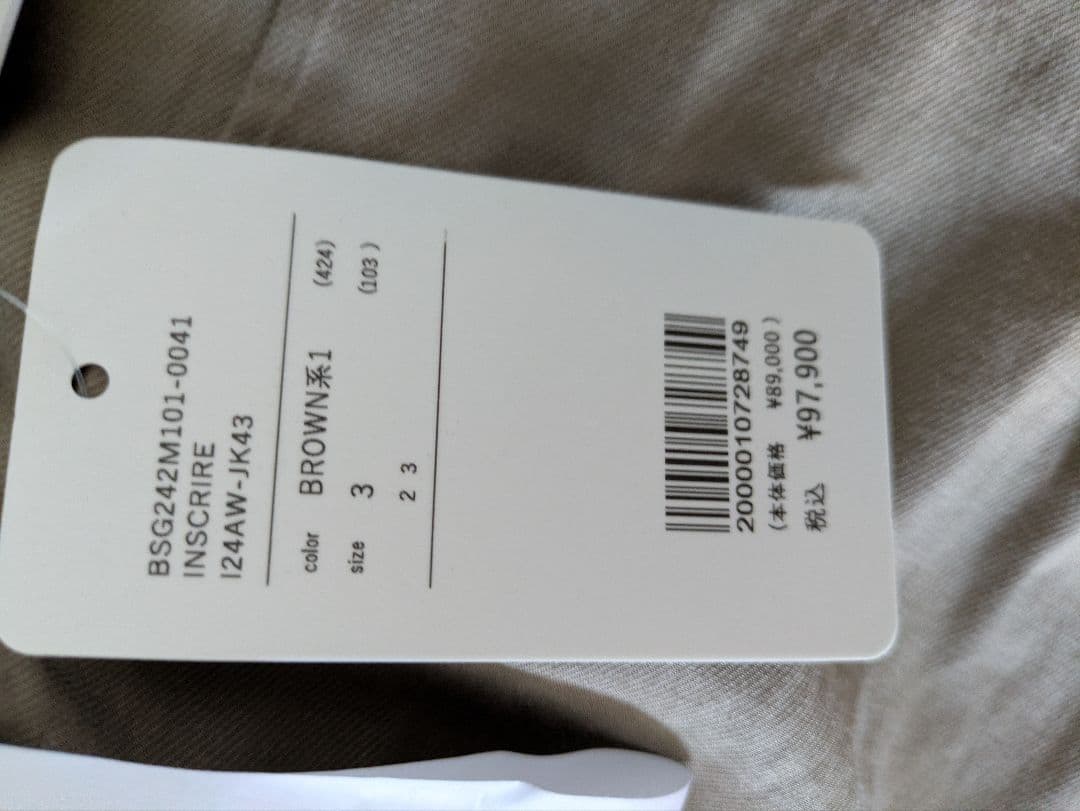 BSG242M101-0041
INSCRIRE
I24AW-JK43
color BROWN系1 (424)
size 3 (103 )
2 3
2000010728749
(本体価格 ¥89,000 )
税込 ¥97,900